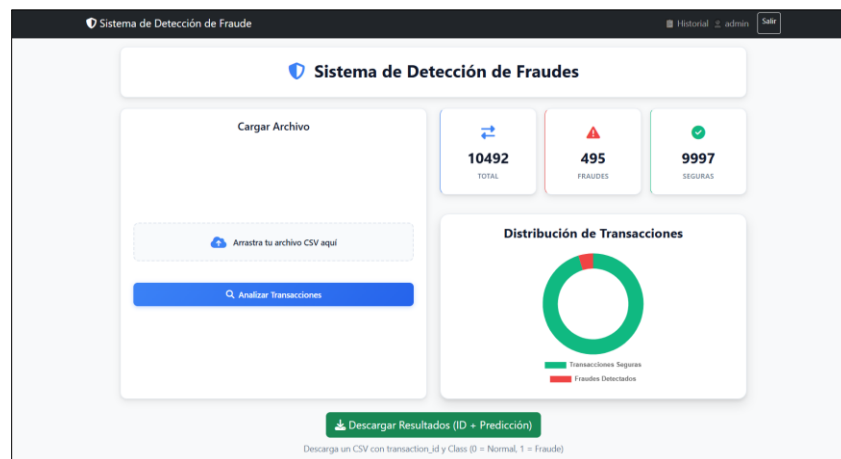 Sistema de Detección de Fraude
Historial admin Salir
Sistema de Detección de Fraudes
Cargar Archivo
Arrastra tu archivo CSV aquí
Analizar Transacciones
10492
TOTAL
495
FRAUDES
9997
SEGURAS
Distribución de Transacciones
Transacciones Seguras
Fraudes Detectados
Descargar Resultados (ID + Predicción)
Descarga un CSV con transaction_id y Class (0 = Normal, 1 = Fraude)